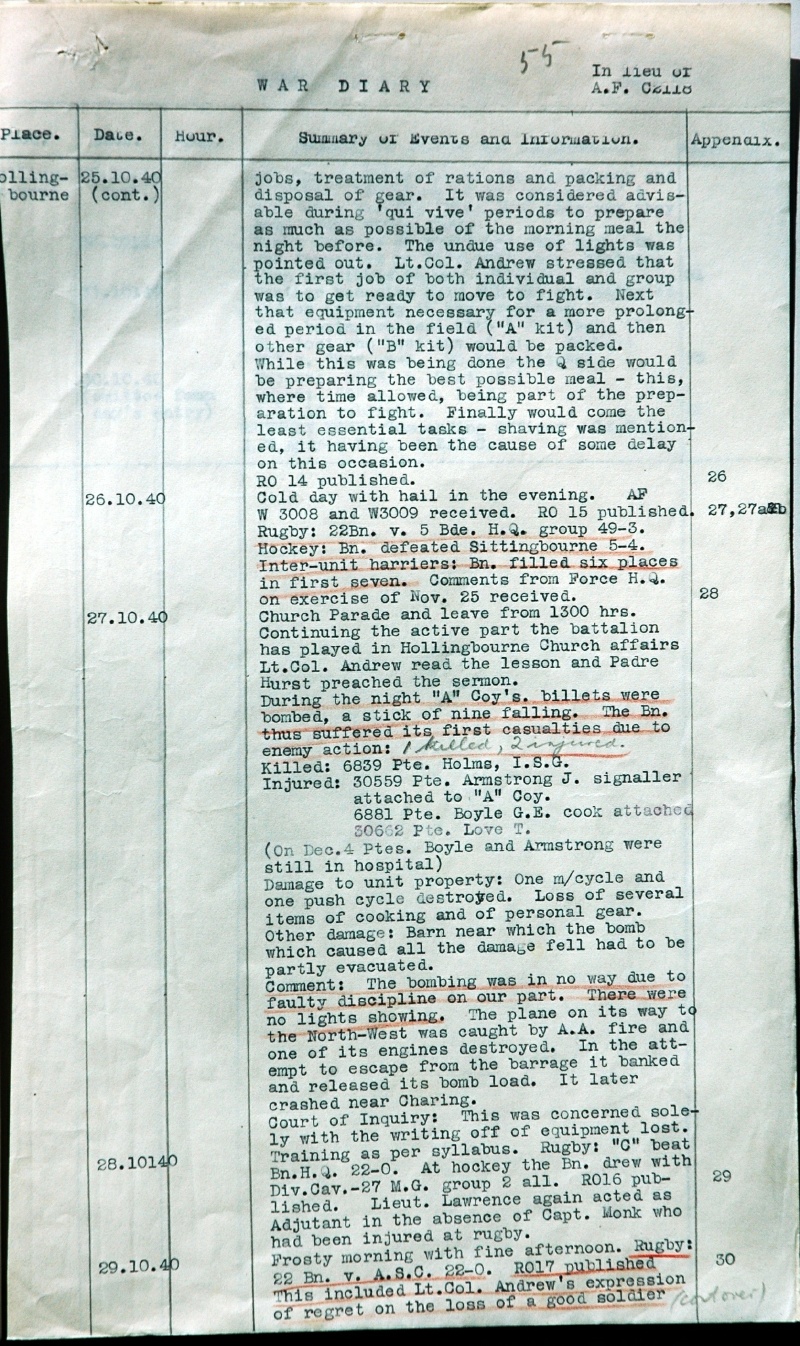 55
WAR DIARY
In lieu of
A.F. C2118
Place. Date. Hour. Summary of Events and Information. Appendix.
olling- 25.10.40 jobs, treatment of rations and packing and
bourne (cont.) disposal of gear. It was considered advis-
able during 'qui vive' periods to prepare
as much as possible of the morning meal the
night before. The undue use of lights was
pointed out. Lt.Col. Andrew stressed that
the first job of both individual and group
was to get ready to move to fight. Next
that equipment necessary for a more prolong-
ed period in the field ("A" kit) and then
other gear ("B" kit) would be packed.
While this was being done the Q side would
be preparing the best possible meal - this,
where time allowed, being part of the prep-
aration to fight. Finally would come the
least essential tasks - shaving was mention-
ed, it having been the cause of some delay
on this occasion.
RO 14 published. 26
26.10.40 Cold day with hail in the evening. AF
W 3008 and W3009 received. RO 15 published. 27,27a&b
Rugby: 22Bn. v. 5 Bde. H.Q. group 49-3.
Hockey: Bn. defeated Sittingbourne 5-4.
Inter-unit harriers: Bn. filled six places
in first seven. Comments from Force H.Q.
on exercise of Nov. 25 received. 28
27.10.40 Church Parade and leave from 1300 hrs.
Continuing the active part the battalion
has played in Hollingbourne Church affairs
Lt.Col. Andrew read the lesson and Padre
Hurst preached the sermon.
During the night "A" Coy's. billets were
bombed, a stick of nine falling. The Bn.
thus suffered its first casualties due to
enemy action: 1 killed, 2 injured.
Killed: 6839 Pte. Holms, I.S.G.
Injured: 30559 Pte. Armstrong J. signaller
attached to "A" Coy.
6881 Pte. Boyle G.E. cook attached
30662 Pte. Love T.
(On Dec.4 Ptes. Boyle and Armstrong were
still in hospital)
Damage to unit property: One m/cycle and
one push cycle destroyed. Loss of several
items of cooking and of personal gear.
Other damage: Barn near which the bomb
which caused all the damage fell had to be
partly evacuated.
Comment: The bombing was in no way due to
faulty discipline on our part. There were
no lights showing. The plane on its way to
the North-West was caught by A.A. fire and
one of its engines destroyed. In the att-
empt to escape from the barrage it banked
and released its bomb load. It later
crashed near Charing.
Court of Inquiry: This was concerned sole-
ly with the writing off of equipment lost.
28.10140 Training as per syllabus. Rugby: "C" beat
Bn.H.Q. 22-0. At hockey the Bn. drew with
Div.Cav.-27 M.G. group 2 all. RO16 pub- 29
lished. Lieut. Lawrence again acted as
Adjutant in the absence of Capt. Monk who
had been injured at rugby.
29.10.40 Frosty morning with fine afternoon. Rugby: 30
22 Bn. v. A.S.C. 22-0. RO17 published
This included Lt.Col. Andrew's expression
of regret on the loss of a good soldier (contd over)